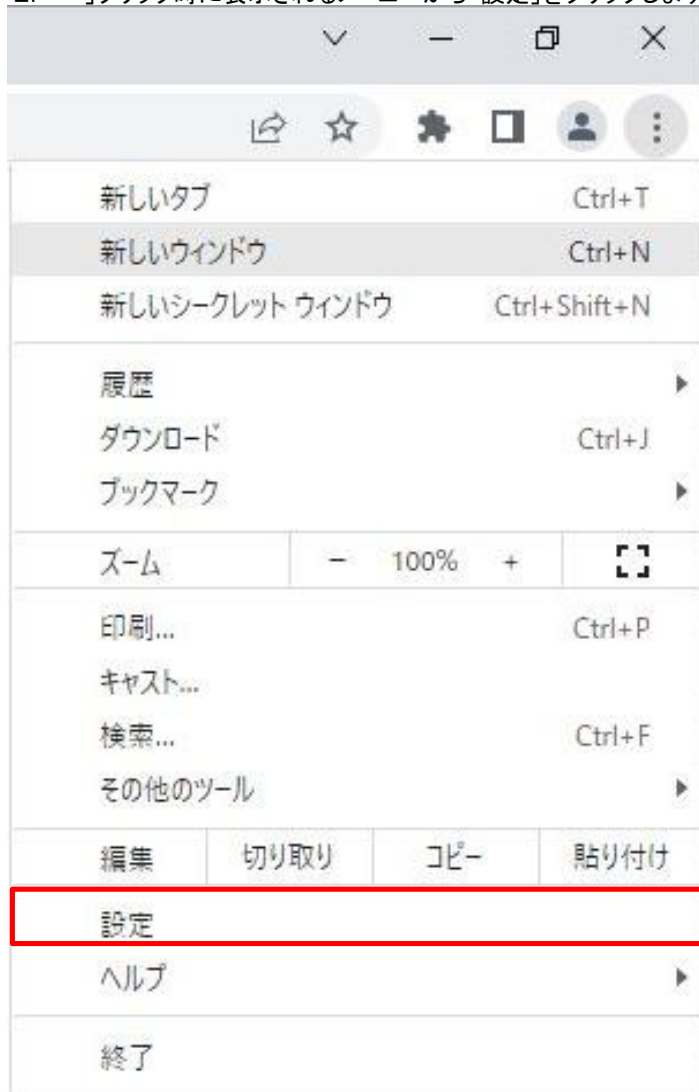 新しいタブ Ctrl+T
新しいウィンドウ Ctrl+N
新しいシークレット ウィンドウ Ctrl+Shift+N
履歴
ダウンロード Ctrl+J
ブックマーク
ズーム − 100% +
印刷... Ctrl+P
キャスト...
検索... Ctrl+F
その他のツール
編集 切り取り コピー 貼り付け
設定
ヘルプ
終了